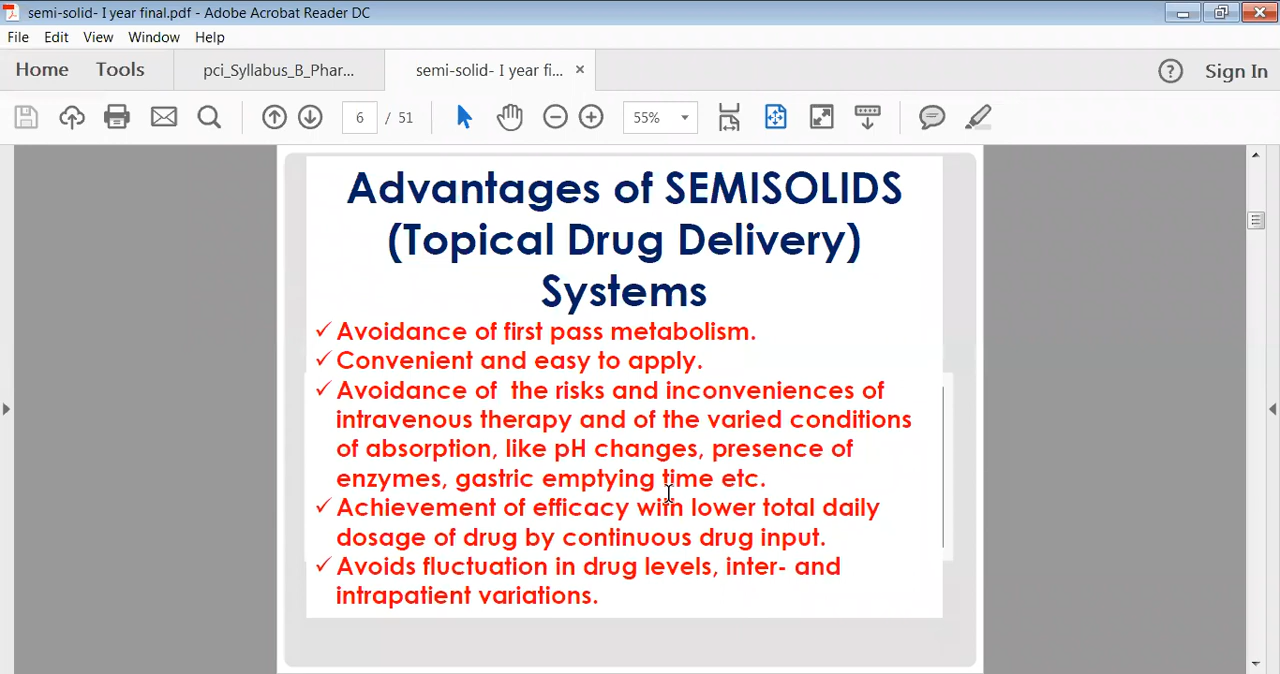 semi-solid- I year final.pdf - Adobe Acrobat Reader DC
File Edit View Window Help
Home Tools pci_Syllabus_B_Phar... semi-solid- I year fi... ×
Sign In
6 / 51 55%
Advantages of SEMISOLIDS
(Topical Drug Delivery)
Systems
✓ Avoidance of first pass metabolism.
✓ Convenient and easy to apply.
✓ Avoidance of the risks and inconveniences of
intravenous therapy and of the varied conditions
of absorption, like pH changes, presence of
enzymes, gastric emptying time etc.
✓ Achievement of efficacy with lower total daily
dosage of drug by continuous drug input.
✓ Avoids fluctuation in drug levels, inter- and
intrapatient variations.